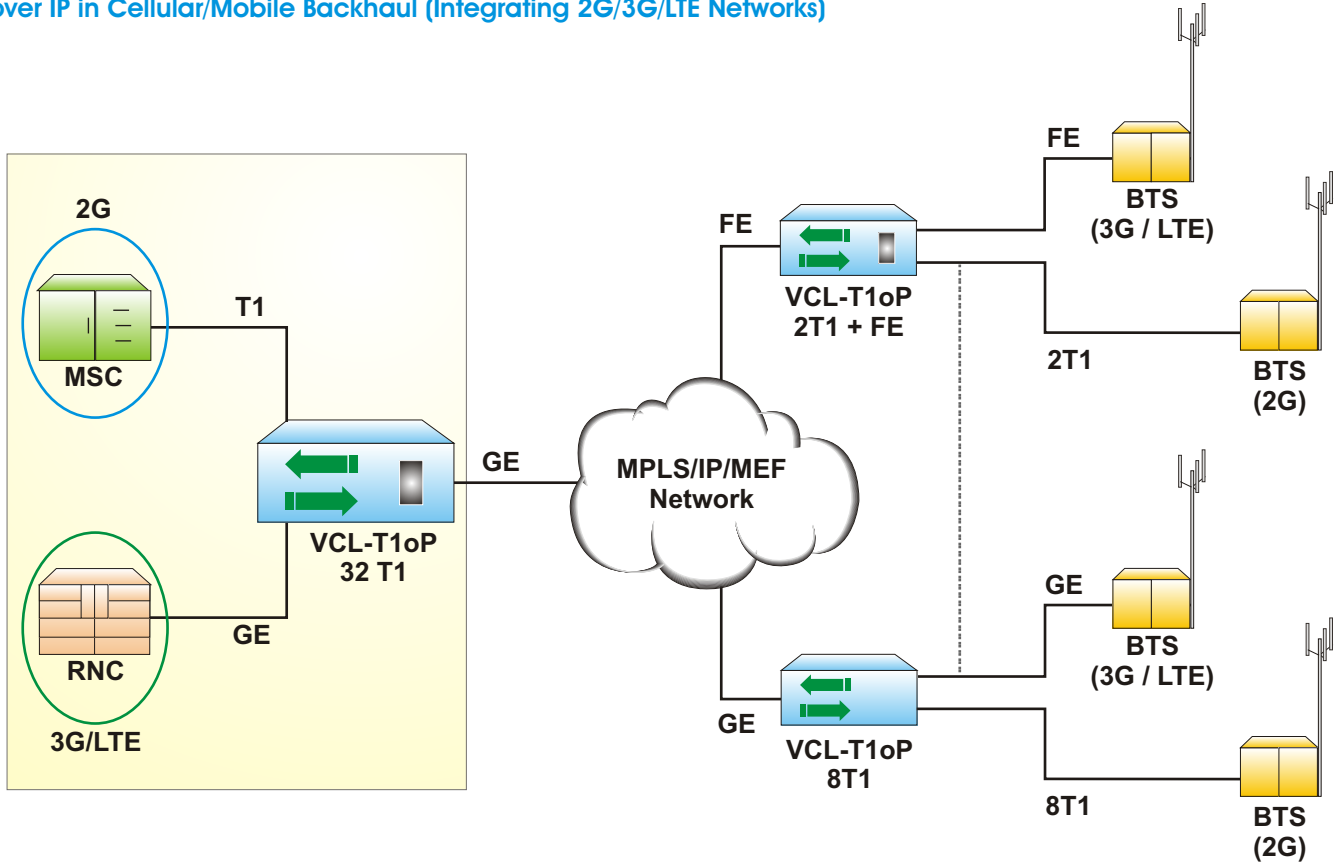 over IP in Cellular/Mobile Backhaul (Integrating 2G/3G/LTE Networks)
2G
MSC
T1
VCL-T1oP
32 T1
GE
RNC
3G/LTE
GE
MPLS/IP/MEF
Network
FE
VCL-T1oP
2T1 + FE
FE
BTS
(3G / LTE)
2T1
BTS
(2G)
GE
VCL-T1oP
8T1
GE
BTS
(3G / LTE)
8T1
BTS
(2G)